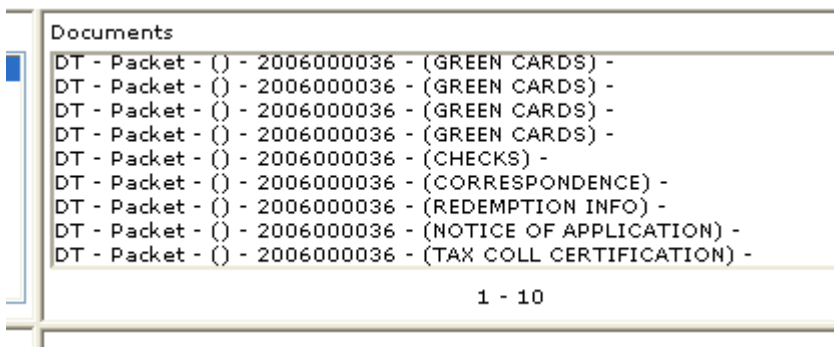 Documents
DT - Packet - () - 2006000036 - (GREEN CARDS) -
DT - Packet - () - 2006000036 - (GREEN CARDS) -
DT - Packet - () - 2006000036 - (GREEN CARDS) -
DT - Packet - () - 2006000036 - (GREEN CARDS) -
DT - Packet - () - 2006000036 - (CHECKS) -
DT - Packet - () - 2006000036 - (CORRESPONDENCE) -
DT - Packet - () - 2006000036 - (REDEMPTION INFO) -
DT - Packet - () - 2006000036 - (NOTICE OF APPLICATION) -
DT - Packet - () - 2006000036 - (TAX COLL CERTIFICATION) -
1 - 10